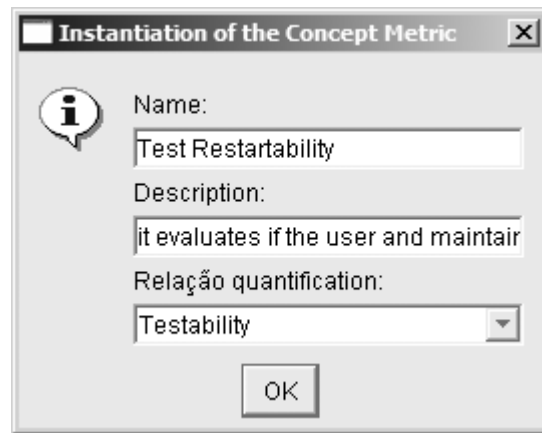 Instantiation of the Concept Metric
Name:
Test Restartability
Description:
it evaluates if the user and maintair
Relação quantification:
Testability
OK